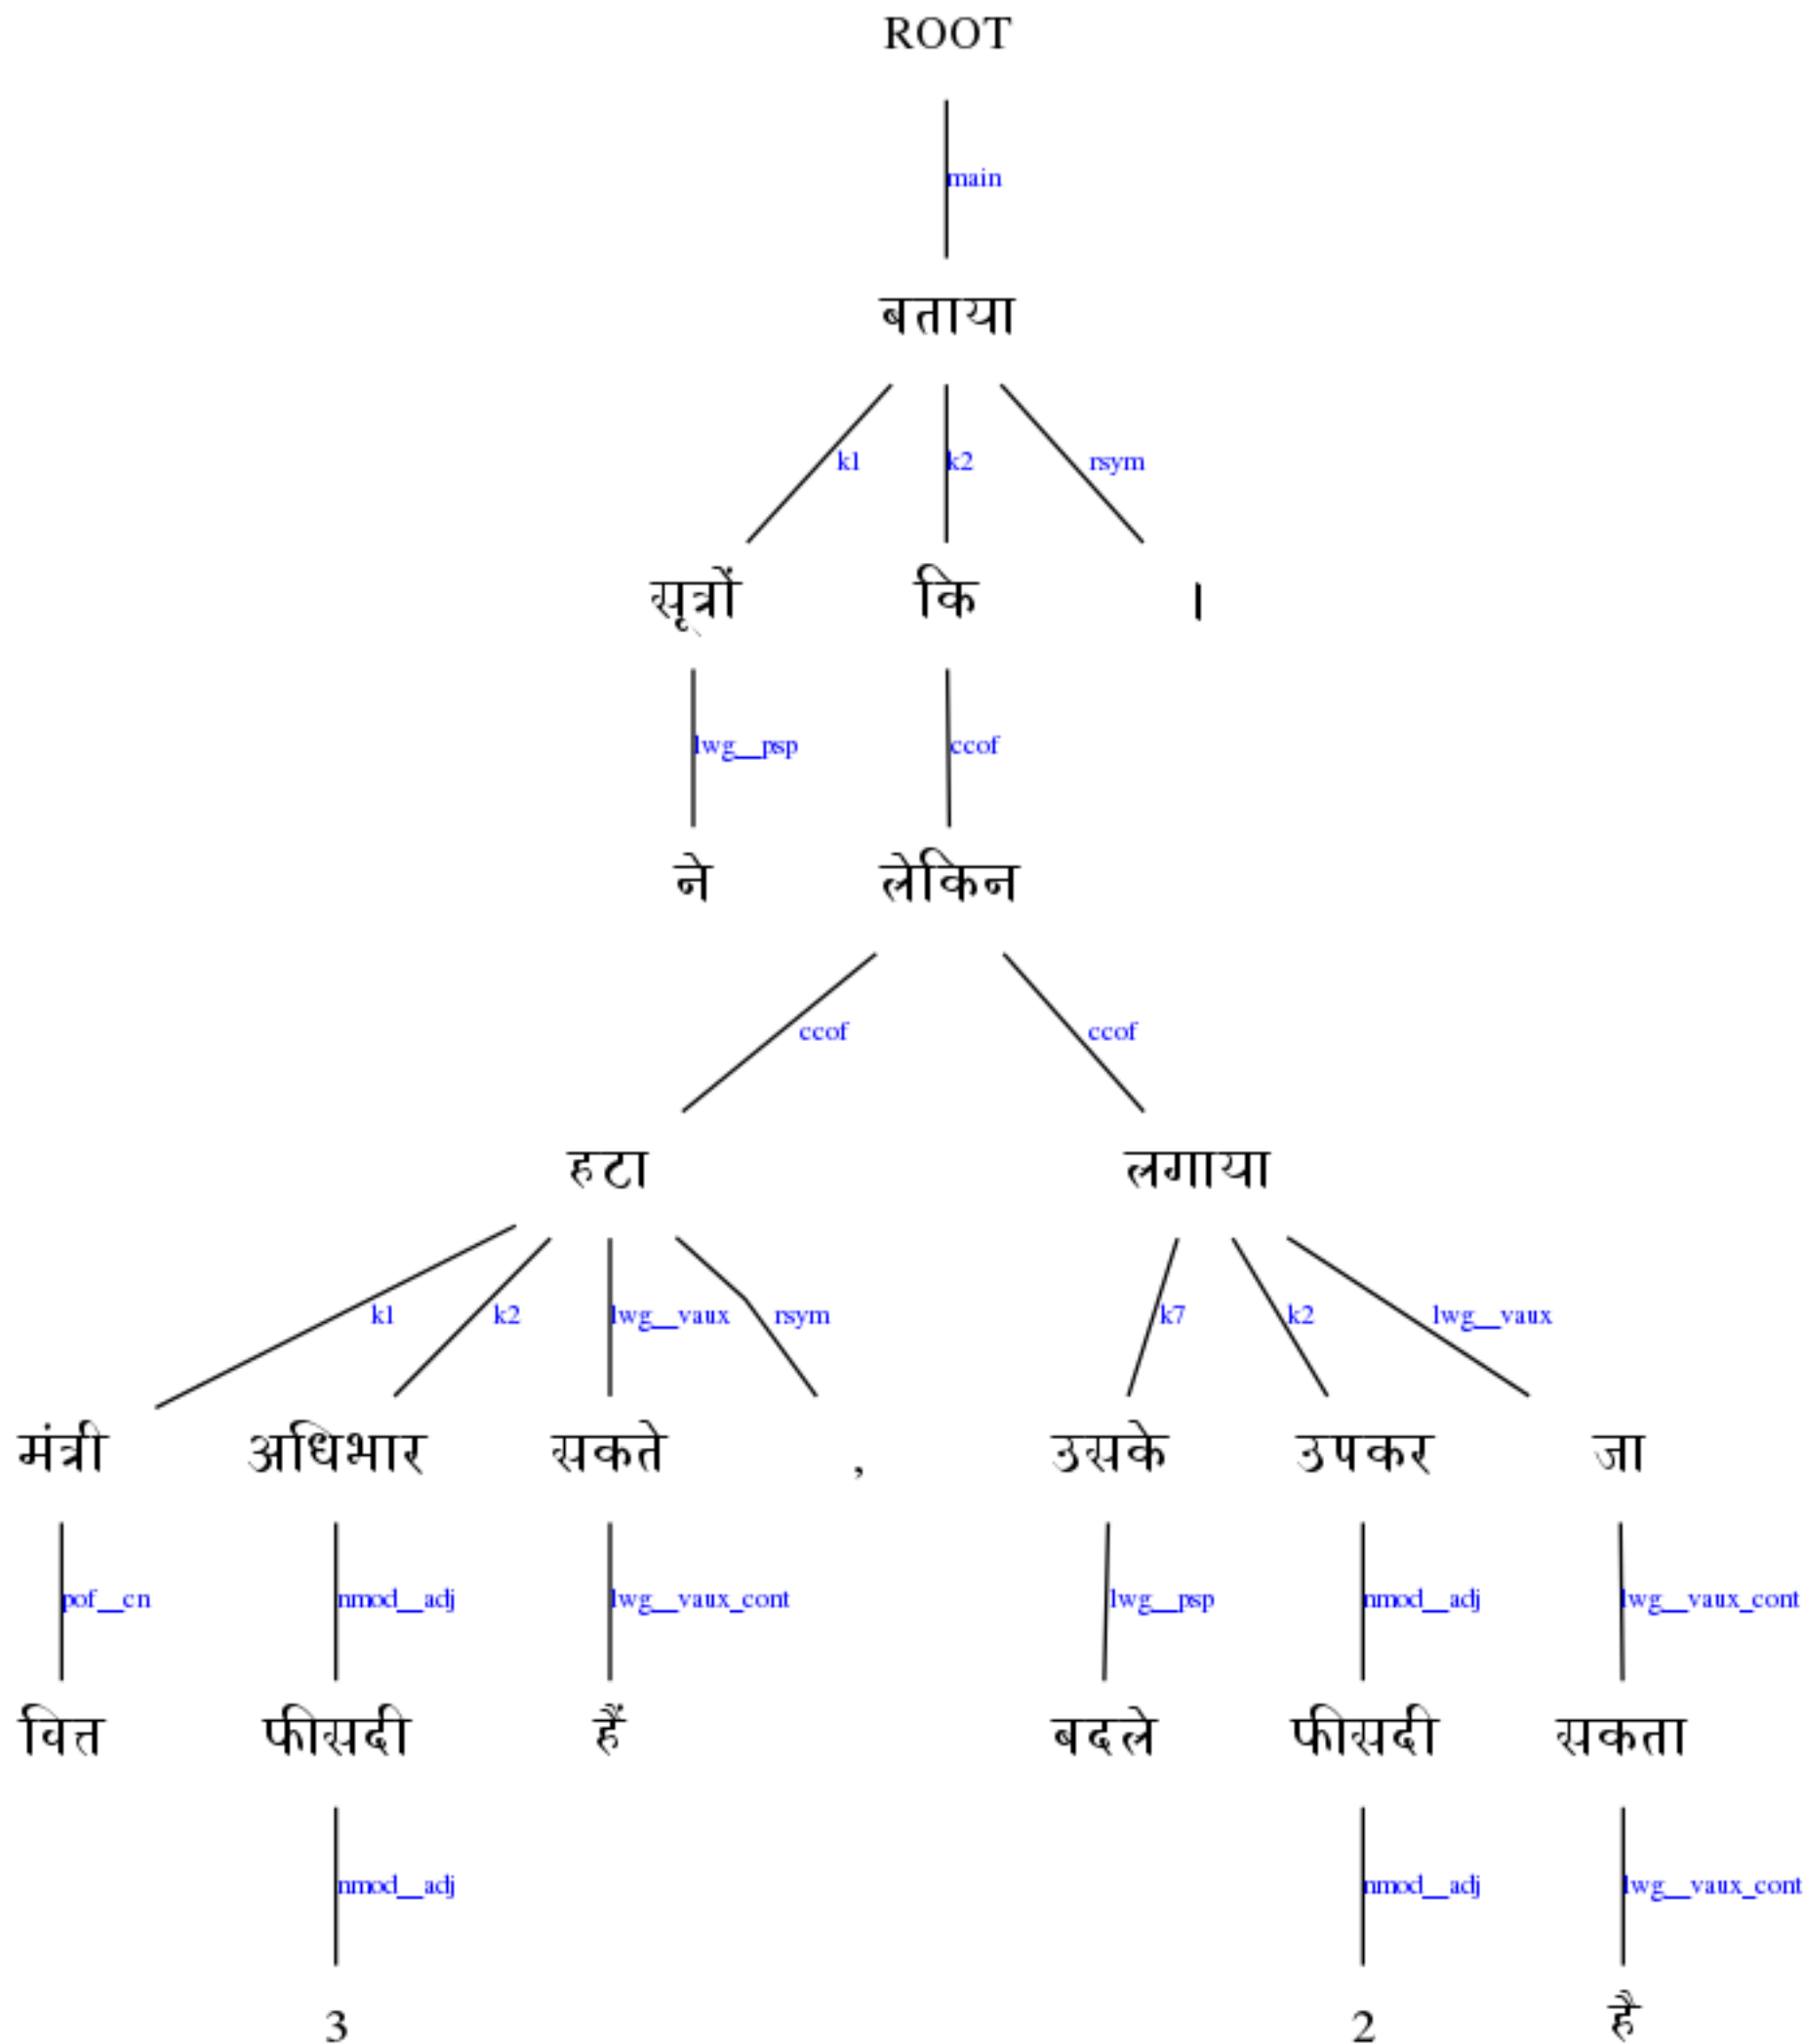 ROOT
main
बताया
k1 k2 rsym
सूत्रों कि ।
lwg__psp ccof
ने लेकिन
ccof ccof
हटा लगाया
k1 k2 lwg__vaux rsym k7 k2 lwg__vaux
मंत्री अधिभार सकते , उसके उपकर जा
pof__cn nmod__adj lwg__vaux_cont lwg__psp nmod__adj lwg__vaux_cont
वित्त फीसदी हैं बदले फीसदी सकता
nmod__adj nmod__adj lwg__vaux_cont
3 2 है